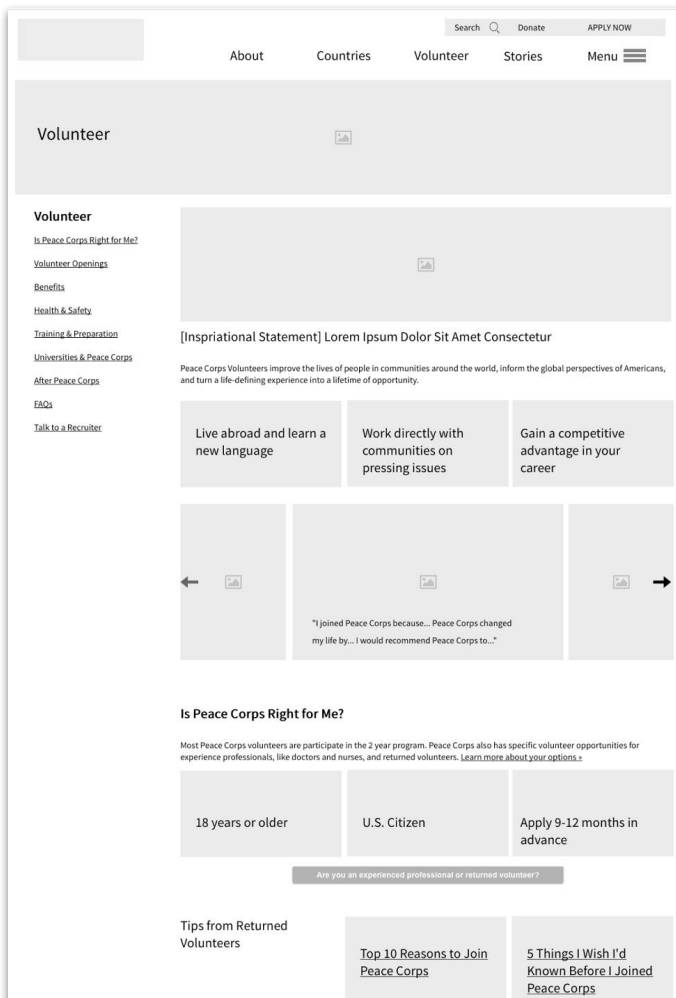 Search Donate APPLY NOW
About Countries Volunteer Stories Menu
Volunteer
Volunteer
Is Peace Corps Right for Me?
Volunteer Openings
Benefits
Health & Safety
Training & Preparation
Universities & Peace Corps
After Peace Corps
FAQs
Talk to a Recruiter
[Inspriational Statement] Lorem Ipsum Dolor Sit Amet Consectetur
Peace Corps Volunteers improve the lives of people in communities around the world, inform the global perspectives of Americans,
and turn a life-defining experience into a lifetime of opportunity.
Live abroad and learn a
new language
Work directly with
communities on
pressing issues
Gain a competitive
advantage in your
career
"I joined Peace Corps because... Peace Corps changed
my life by... I would recommend Peace Corps to..."
Is Peace Corps Right for Me?
Most Peace Corps volunteers are participate in the 2 year program. Peace Corps also has specific volunteer opportunities for
experience professionals, like doctors and nurses, and returned volunteers. Learn more about your options »
18 years or older
U.S. Citizen
Apply 9-12 months in
advance
Are you an experienced professional or returned volunteer?
Tips from Returned
Volunteers
Top 10 Reasons to Join
Peace Corps
5 Things I Wish I'd
Known Before I Joined
Peace Corps